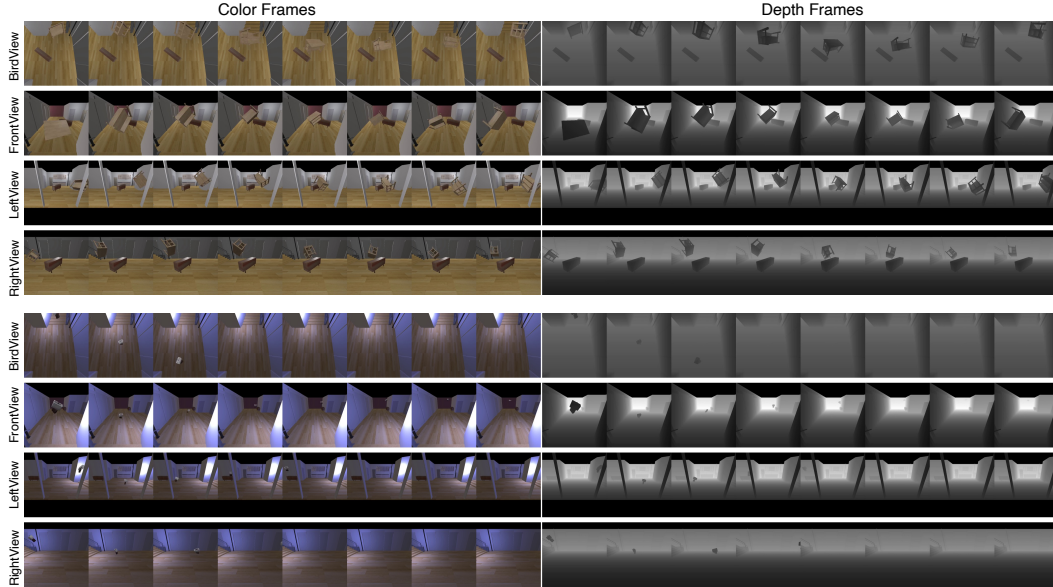 Color Frames
Depth Frames
BirdView
FrontView
LeftView
RightView
BirdView
FrontView
LeftView
RightView